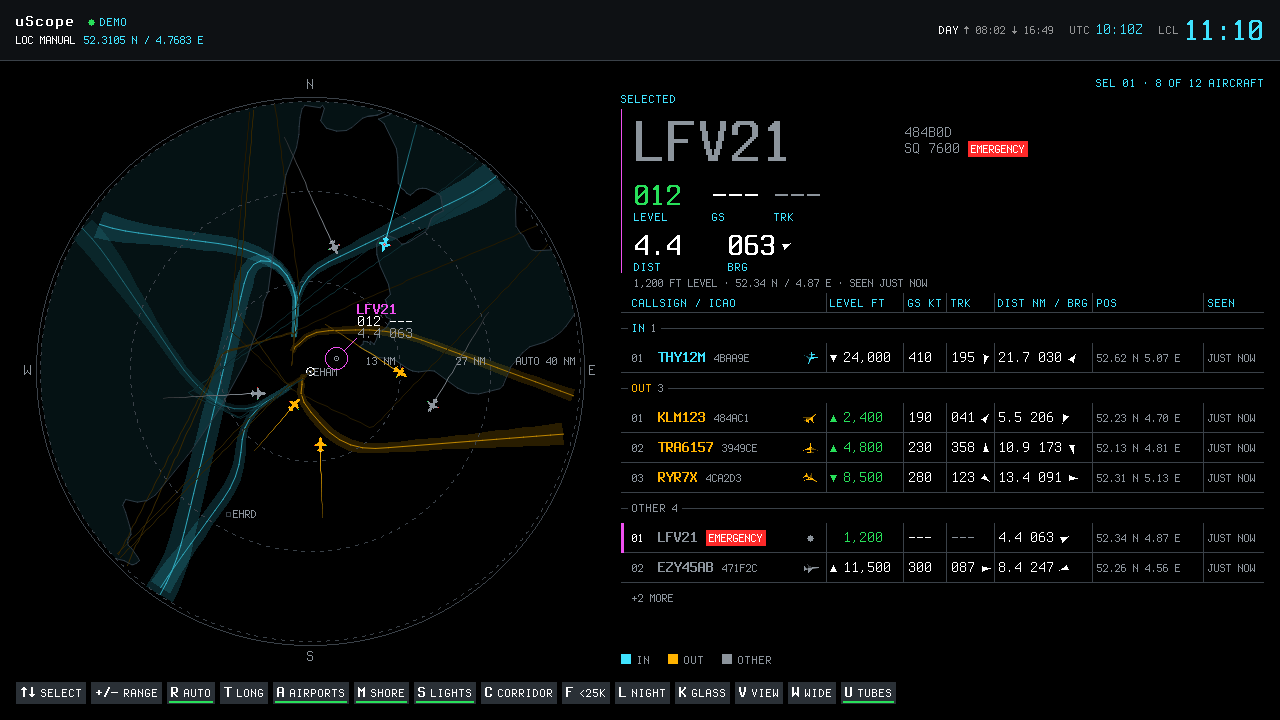 uScope DEMO
LOC MANUAL 52.3105 N / 4.7683 E
DAY ↑ 08:02 ↓ 16:49 UTC 10:10Z LCL 11:10
SEL 01 · 8 OF 12 AIRCRAFT
N
W
E
S
LFV21
012 ---
4.4 063
13 NM
27 NM
AUTO 40 NM
EHAM
EHRD
SELECTED
LFV21
484B0D
SQ 7600 EMERGENCY
012 --- ---
LEVEL GS TRK
4.4 063
DIST BRG
1,200 FT LEVEL · 52.34 N / 4.87 E · SEEN JUST NOW
CALLSIGN / ICAO LEVEL FT GS KT TRK DIST NM / BRG POS SEEN
IN 1
01 THY12M 4BAA9E ▼ 24,000 410 195 21.7 030 52.62 N 5.07 E JUST NOW
OUT 3
01 KLM123 484AC1 ▲ 2,400 190 041 5.5 206 52.23 N 4.70 E JUST NOW
02 TRA6157 3949CE ▲ 4,800 230 358 10.9 173 52.13 N 4.81 E JUST NOW
03 RYR7X 4CA2D3 ▼ 8,500 280 123 13.4 091 52.31 N 5.13 E JUST NOW
OTHER 4
01 LFV21 EMERGENCY 1,200 --- --- 4.4 063 52.34 N 4.87 E JUST NOW
02 EZY45AB 471F2C ▲ 11,500 300 087 8.4 247 52.26 N 4.56 E JUST NOW
+2 MORE
IN OUT OTHER
↑↓ SELECT +/- RANGE R AUTO T LONG A AIRPORTS M SHORE S LIGHTS C CORRIDOR F <25K L NIGHT K GLASS V VIEW W WIDE U TUBES